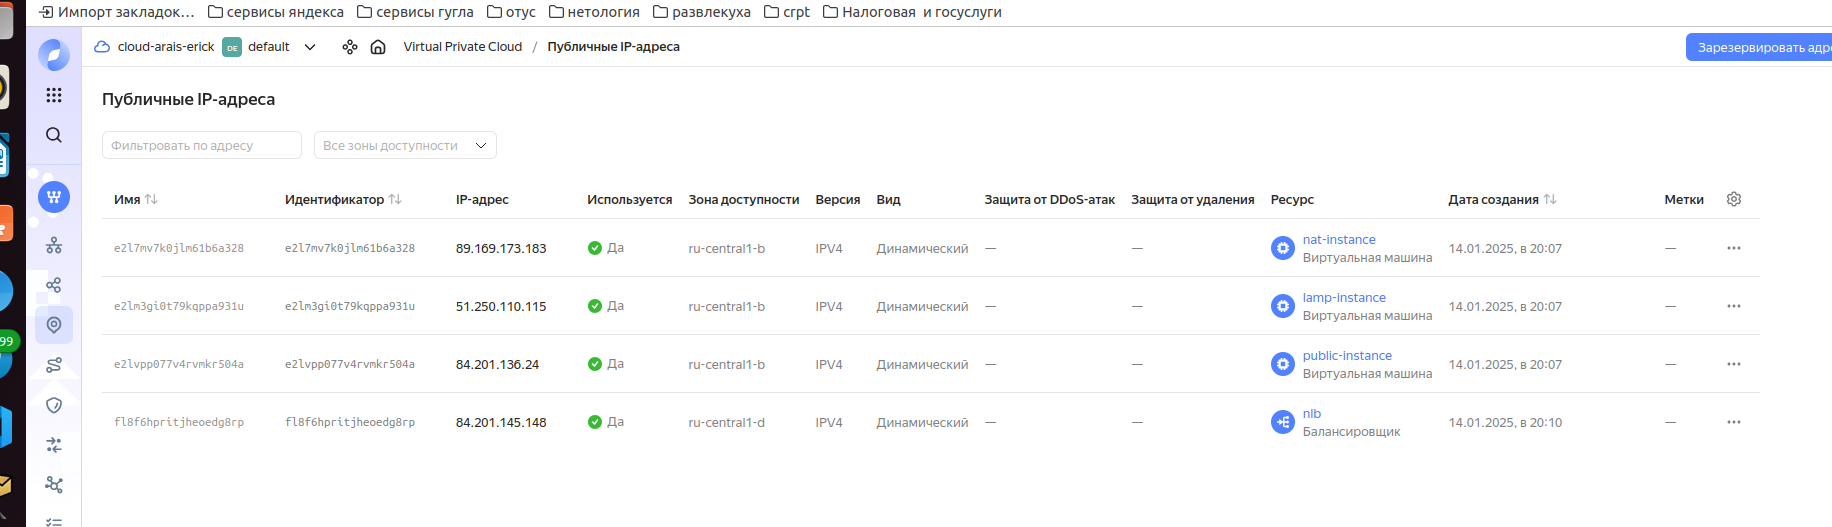 Импорт закладок... сервисы яндекса сервисы гугла отус нетология развлекуха crpt Налоговая и госуслуги
cloud-arais-erick DE default Virtual Private Cloud / Публичные IP-адреса Зарезервировать адре
Публичные IP-адреса
Фильтровать по адресу Все зоны доступности
Имя Идентификатор IP-адрес Используется Зона доступности Версия Вид Защита от DDoS-атак Защита от удаления Ресурс Дата создания Метки
e2l7mv7k0jlm61b6a328 e2l7mv7k0jlm61b6a328 89.169.173.183 Да ru-central1-b IPV4 Динамический — — nat-instance 14.01.2025, в 20:07 —
Виртуальная машина
e2lm3gi0t79kqppa931u e2lm3gi0t79kqppa931u 51.250.110.115 Да ru-central1-b IPV4 Динамический — — lamp-instance 14.01.2025, в 20:07 —
Виртуальная машина
99
e2lvpp077v4rvmkr504a e2lvpp077v4rvmkr504a 84.201.136.24 Да ru-central1-b IPV4 Динамический — — public-instance 14.01.2025, в 20:07 —
Виртуальная машина
fl8f6hpritjheoedg8rp fl8f6hpritjheoedg8rp 84.201.145.148 Да ru-central1-d IPV4 Динамический — — nlb 14.01.2025, в 20:10 —
Балансировщик